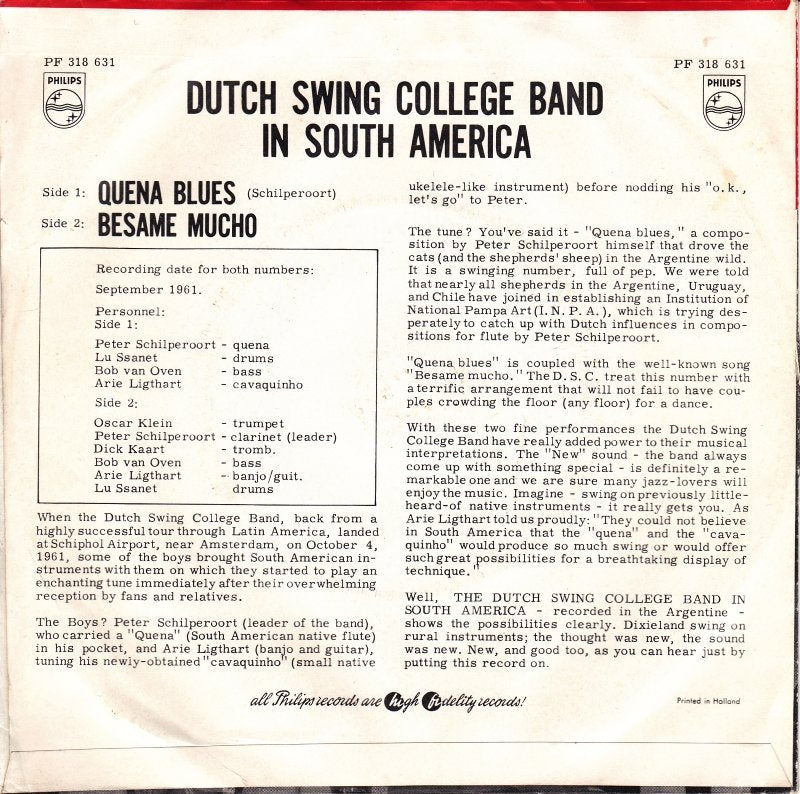 PF 318 631
PHILIPS
PF 318 631
PHILIPS
DUTCH SWING COLLEGE BAND
IN SOUTH AMERICA
Side 1: QUENA BLUES (Schilperoort)
Side 2: BESAME MUCHO
Recording date for both numbers:
September 1961.
Personnel:
Side 1:
Peter Schilperoort - quena
Lu Ssanet - drums
Bob van Oven - bass
Arie Ligthart - cavaquinho
Side 2:
Oscar Klein - trumpet
Peter Schilperoort - clarinet (leader)
Dick Kaart - tromb.
Bob van Oven - bass
Arie Ligthart - banjo/guit.
Lu Ssanet drums
When the Dutch Swing College Band, back from a
highly successful tour through Latin America, landed
at Schiphol Airport, near Amsterdam, on October 4,
1961, some of the boys brought South American in-
struments with them on which they started to play an
enchanting tune immediately after their overwhelming
reception by fans and relatives.
The Boys? Peter Schilperoort (leader of the band),
who carried a "Quena" (South American native flute)
in his pocket, and Arie Ligthart (banjo and guitar),
tuning his newly-obtained "cavaquinho" (small native
ukelele-like instrument) before nodding his "o.k.,
let's go" to Peter.
The tune? You've said it - "Quena blues," a compo-
sition by Peter Schilperoort himself that drove the
cats (and the shepherds' sheep) in the Argentine wild.
It is a swinging number, full of pep. We were told
that nearly all shepherds in the Argentine, Uruguay,
and Chile have joined in establishing an Institution of
National Pampa Art (I. N. P. A.), which is trying des-
perately to catch up with Dutch influences in compo-
sitions for flute by Peter Schilperoort.
"Quena blues" is coupled with the well-known song
"Besame mucho." The D. S. C. treat this number with
a terrific arrangement that will not fail to have cou-
ples crowding the floor (any floor) for a dance.
With these two fine performances the Dutch Swing
College Band have really added power to their musical
interpretations. The "New" sound - the band always
come up with something special - is definitely a re-
markable one and we are sure many jazz-lovers will
enjoy the music. Imagine - swing on previously little-
heard-of native instruments - it really gets you. As
Arie Ligthart told us proudly: "They could not believe
in South America that the "quena" and the "cava-
quinho" would produce so much swing or would offer
such great possibilities for a breathtaking display of
technique."
Well, THE DUTCH SWING COLLEGE BAND IN
SOUTH AMERICA - recorded in the Argentine -
shows the possibilities clearly. Dixieland swing on
rural instruments; the thought was new, the sound
was new. New, and good too, as you can hear just by
putting this record on.
all Philips records are high fidelity records!
Printed in Holland